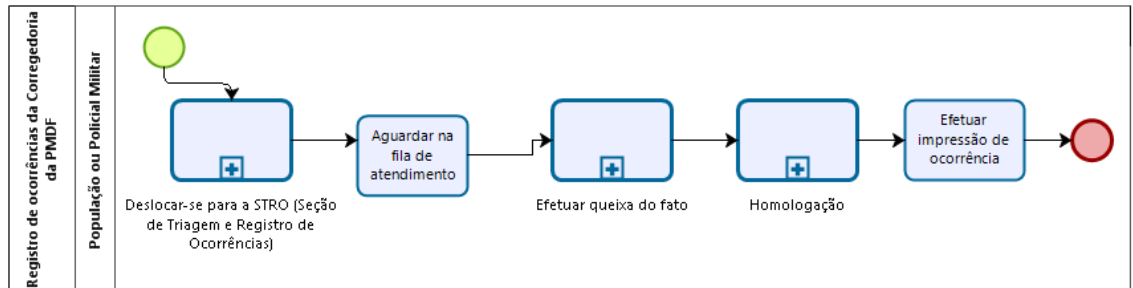 Registro de ocorrências da Corregedoria
da PMDF
População ou Policial Militar
Deslocar-se para a STRO (Seção
de Triagem e Registro de
Ocorrências)
Aguardar na
fila de
atendimento
Efetuar queixa do fato
Homologação
Efetuar
impressão de
ocorrência